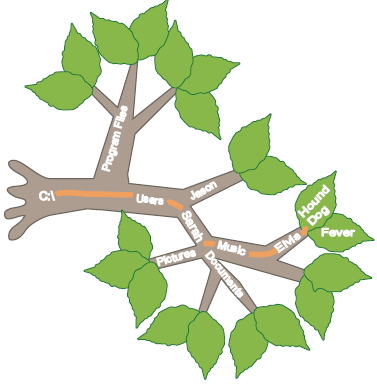 Program Files
C:\
Users
Jason
Sarah
Hound
Dog
Fever
Elvis
Music
Pictures
Documents